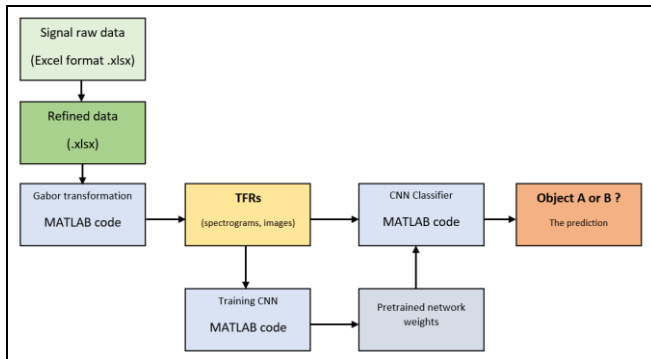 Signal raw data
(Excel format .xlsx)
Refined data
(.xlsx)
Gabor transformation
MATLAB code
TFRs
(spectrograms, images)
CNN Classifier
MATLAB code
Object A or B ?
The prediction
Training CNN
MATLAB code
Pretrained network
weights